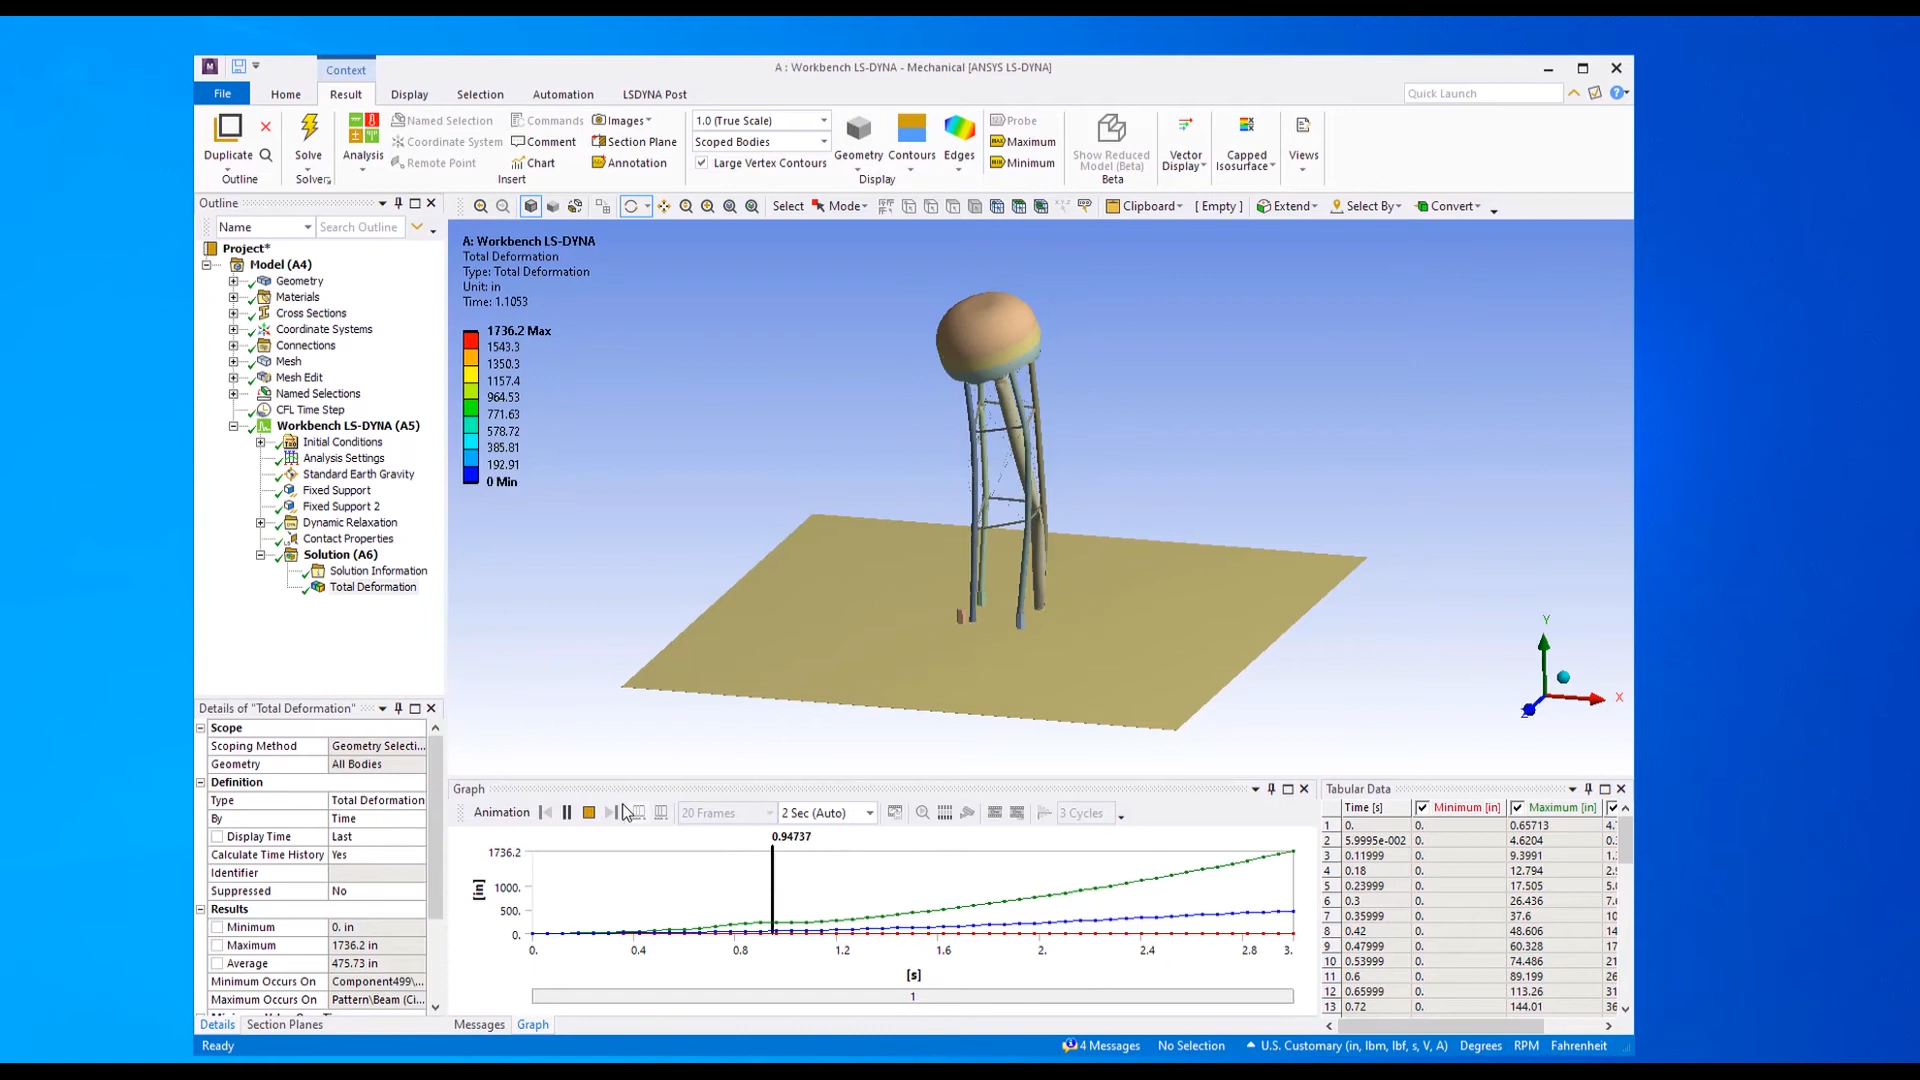 Context
A : Workbench LS-DYNA - Mechanical [ANSYS LS-DYNA]
File Home Result Display Selection Automation LSDYNA Post
Quick Launch
Duplicate
Outline
Solve
Solver
Analysis
Named Selection
Coordinate System
Remote Point
Commands
Comment
Chart
Images
Section Plane
Annotation
Insert
1.0 (True Scale)
Scoped Bodies
Large Vertex Contours
Geometry Contours Edges
Display
Probe
Maximum
Minimum
Show Reduced
Model (Beta)
Beta
Vector
Display
Capped
Isosurface
Views
Outline
Name Search Outline
Select Mode Clipboard [ Empty ] Extend Select By Convert
Project*
Model (A4)
Geometry
Materials
Cross Sections
Coordinate Systems
Connections
Mesh
Mesh Edit
Named Selections
CFL Time Step
Workbench LS-DYNA (A5)
Initial Conditions
Analysis Settings
Standard Earth Gravity
Fixed Support
Fixed Support 2
Dynamic Relaxation
Contact Properties
Solution (A6)
Solution Information
Total Deformation
A: Workbench LS-DYNA
Total Deformation
Type: Total Deformation
Unit: in
Time: 1.1053
1736.2 Max
1543.3
1350.3
1157.4
964.53
771.63
578.72
385.81
192.91
0 Min
Y
X
Z
Details of "Total Deformation"
Scope
Scoping Method Geometry Selecti...
Geometry All Bodies
Definition
Type Total Deformation
By Time
Display Time Last
Calculate Time History Yes
Identifier
Suppressed No
Results
Minimum 0. in
Maximum 1736.2 in
Average 475.73 in
Minimum Occurs On Component499\...
Maximum Occurs On Pattern\Beam (Ci...
Details Section Planes
Graph
Animation 20 Frames 2 Sec (Auto) 3 Cycles
0.94737
1736.2
1000.
500.
0.
[in]
0. 0.4 0.8 1.2 1.6 2. 2.4 2.8 3.
[s]
1
Messages Graph
Tabular Data
Time [s] Minimum [in] Maximum [in]
1 0. 0. 0.65713 4.
2 5.9995e-002 0. 4.6204 0.
3 0.11999 0. 9.3991 1.
4 0.18 0. 12.794 2.
5 0.23999 0. 17.505 5.
6 0.3 0. 26.436 7.
7 0.35999 0. 37.6 10
8 0.42 0. 48.606 14
9 0.47999 0. 60.328 17
10 0.53999 0. 74.486 21
11 0.6 0. 89.199 26
12 0.65999 0. 113.26 31
13 0.72 0. 144.01 36
Ready
4 Messages No Selection U.S. Customary (in, lbm, lbf, s, V, A) Degrees RPM Fahrenheit